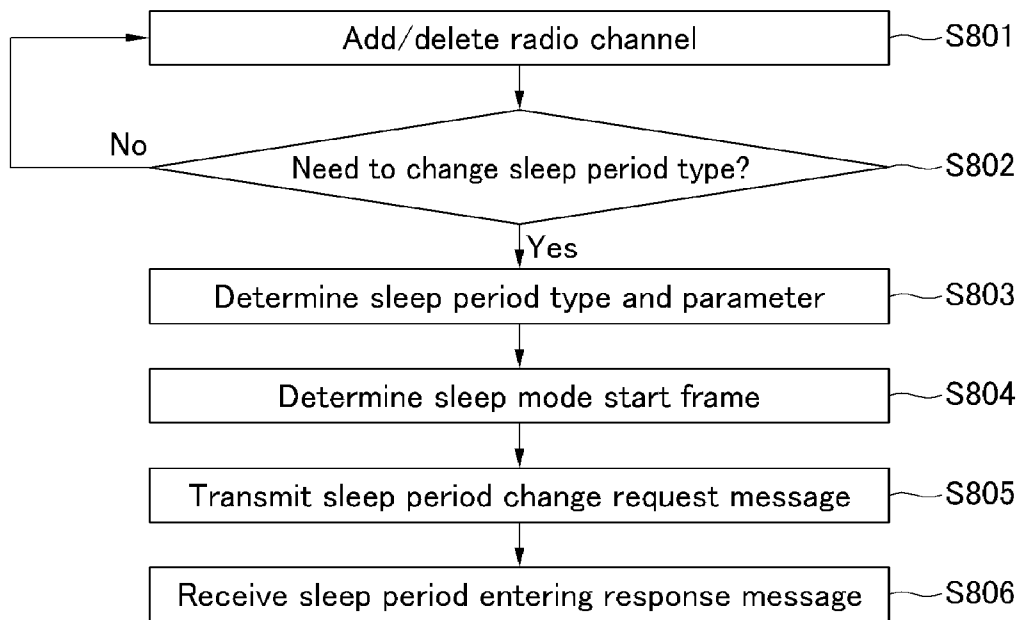 Add/delete radio channel
S801
No
Need to change sleep period type?
S802
Yes
Determine sleep period type and parameter
S803
Determine sleep mode start frame
S804
Transmit sleep period change request message
S805
Receive sleep period entering response message
S806